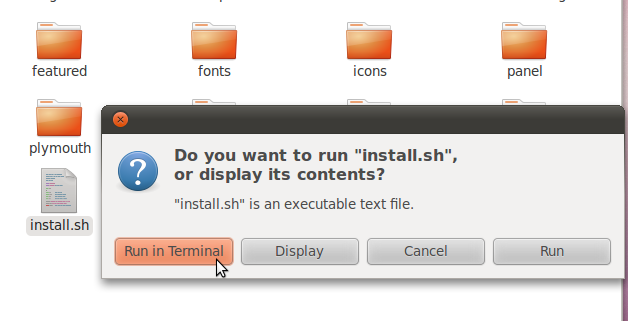 featured
fonts
icons
panel
plymouth
install.sh
Do you want to run "install.sh",
or display its contents?
"install.sh" is an executable text file.
Run in Terminal
Display
Cancel
Run